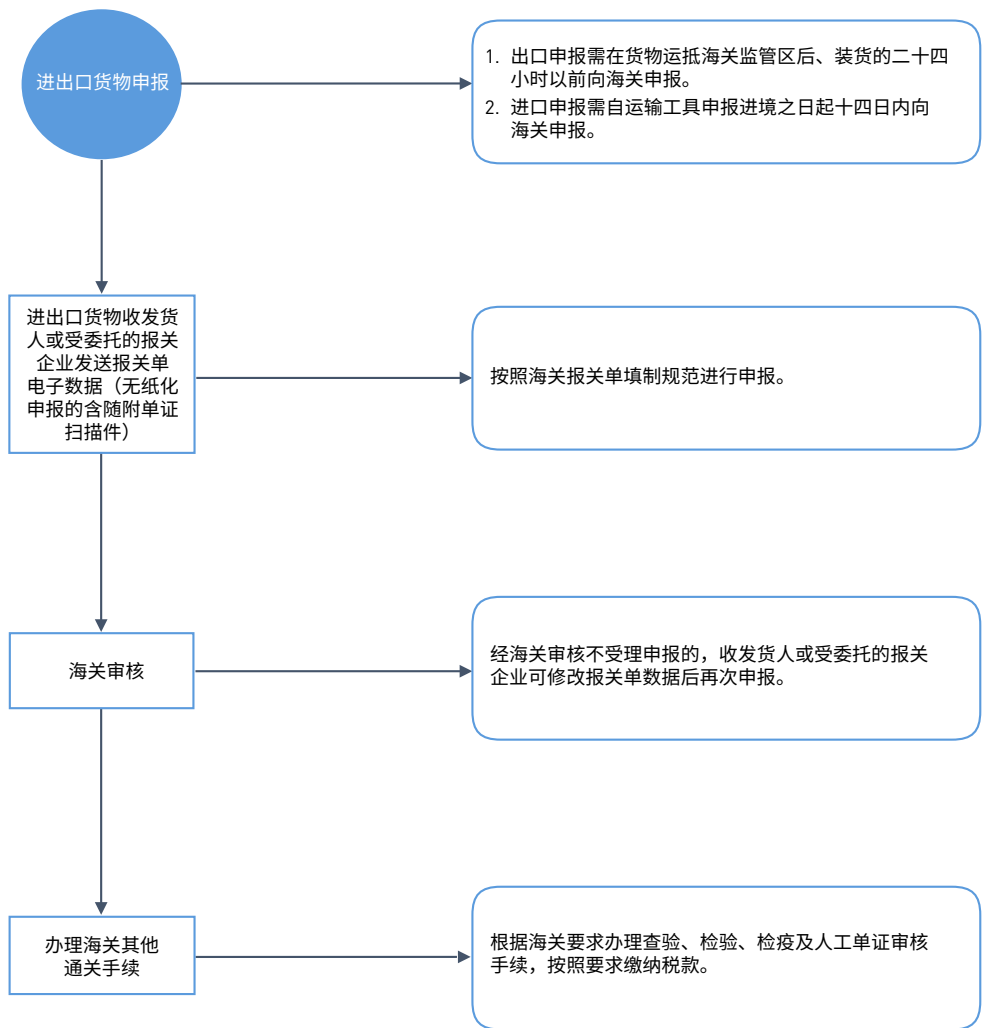 进出口货物申报
1. 出口申报需在货物运抵海关监管区后、装货的二十四
小时以前向海关申报。
2. 进口申报需自运输工具申报进境之日起十四日内向
海关申报。
进出口货物收发货
人或受委托的报关
企业发送报关单
电子数据（无纸化
申报的含随附单证
扫描件）
按照海关报关单填制规范进行申报。
海关审核
经海关审核不受理申报的，收发货人或受委托的报关
企业可修改报关单数据后再次申报。
办理海关其他
通关手续
根据海关要求办理查验、检验、检疫及人工单证审核
手续，按照要求缴纳税款。